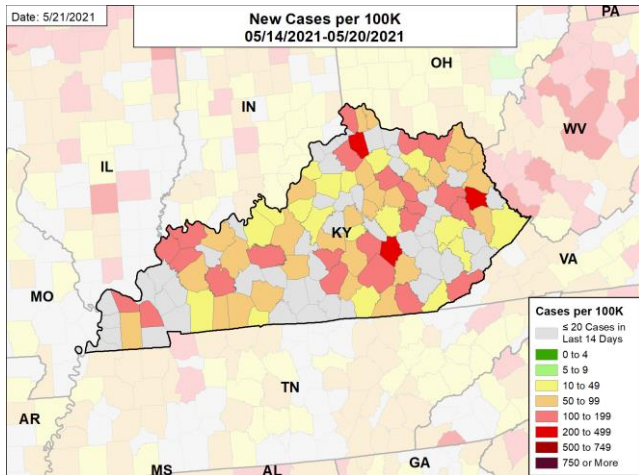 Date: 5/21/2021
New Cases per 100K
05/14/2021-05/20/2021
PA
OH
IN
WV
IL
KY
VA
MO
TN
AR
MS
AL
GA
Cases per 100K
≤ 20 Cases in
Last 14 Days
0 to 4
5 to 9
10 to 49
50 to 99
100 to 199
200 to 499
500 to 749
750 or More